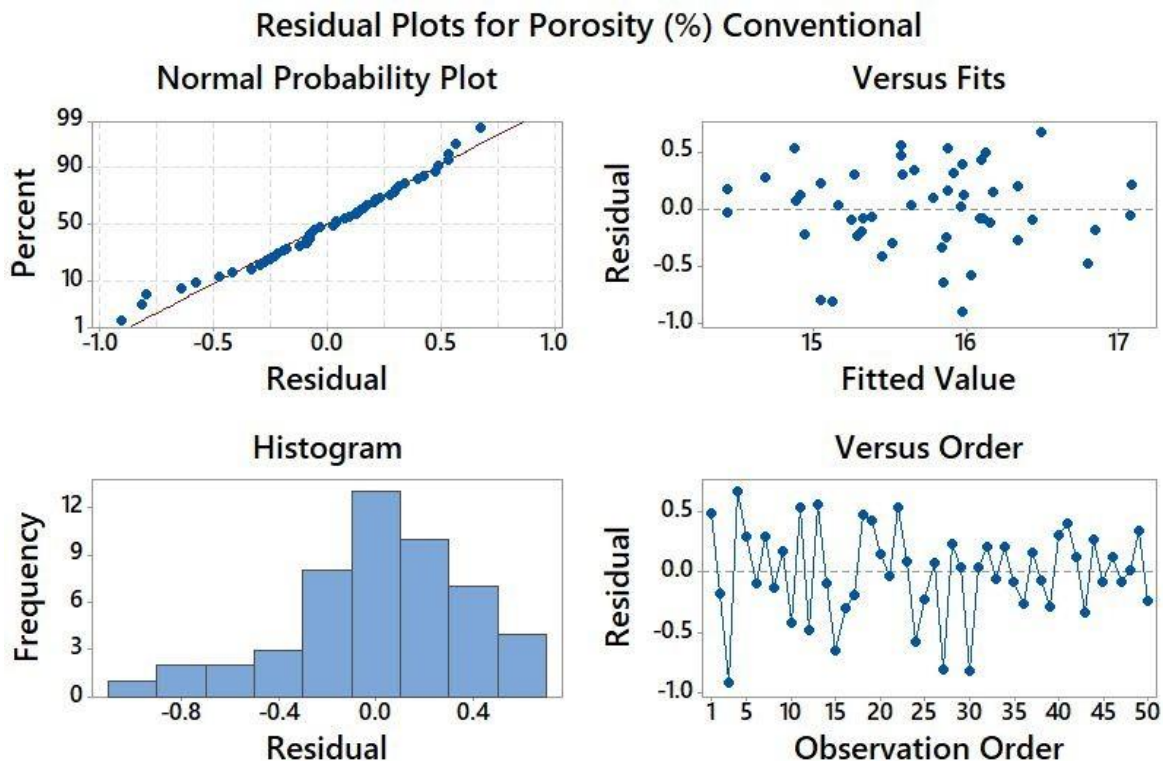 Residual Plots for Porosity (%) Conventional
Normal Probability Plot
99
90
50
10
1
Percent
-1.0 -0.5 0.0 0.5 1.0
Residual
Versus Fits
0.5
0.0
-0.5
-1.0
Residual
15 16 17
Fitted Value
Histogram
12
9
6
3
0
Frequency
-0.8 -0.4 0.0 0.4
Residual
Versus Order
0.5
0.0
-0.5
-1.0
Residual
1 5 10 15 20 25 30 35 40 45 50
Observation Order